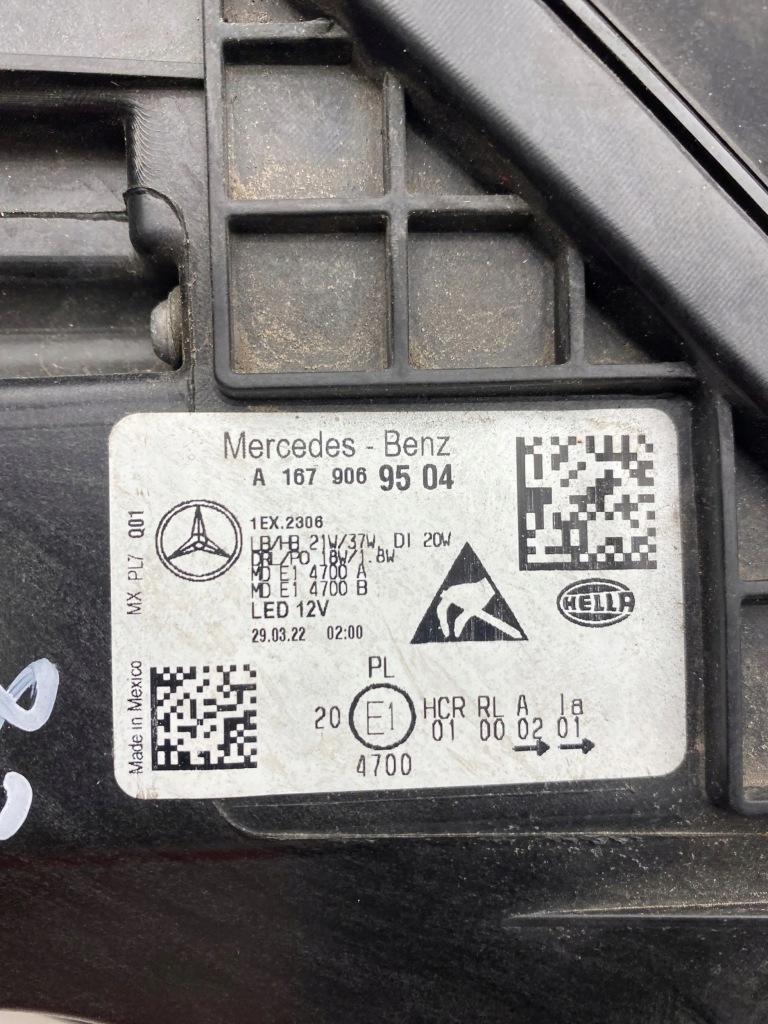 Mercedes - Benz
A 167 906 95 04
MX PL7 Q01
1EX.2306
LB/HB 21W/37W, DI 20W
DRL/PO 18W/1.8W
MD E1 4700 A
MD E1 4700 B
LED 12V
29.03.22 02:00
HELLA
Made in Mexico
PL
20 E1 HCR RL A Ia
01 00 02 01
4700